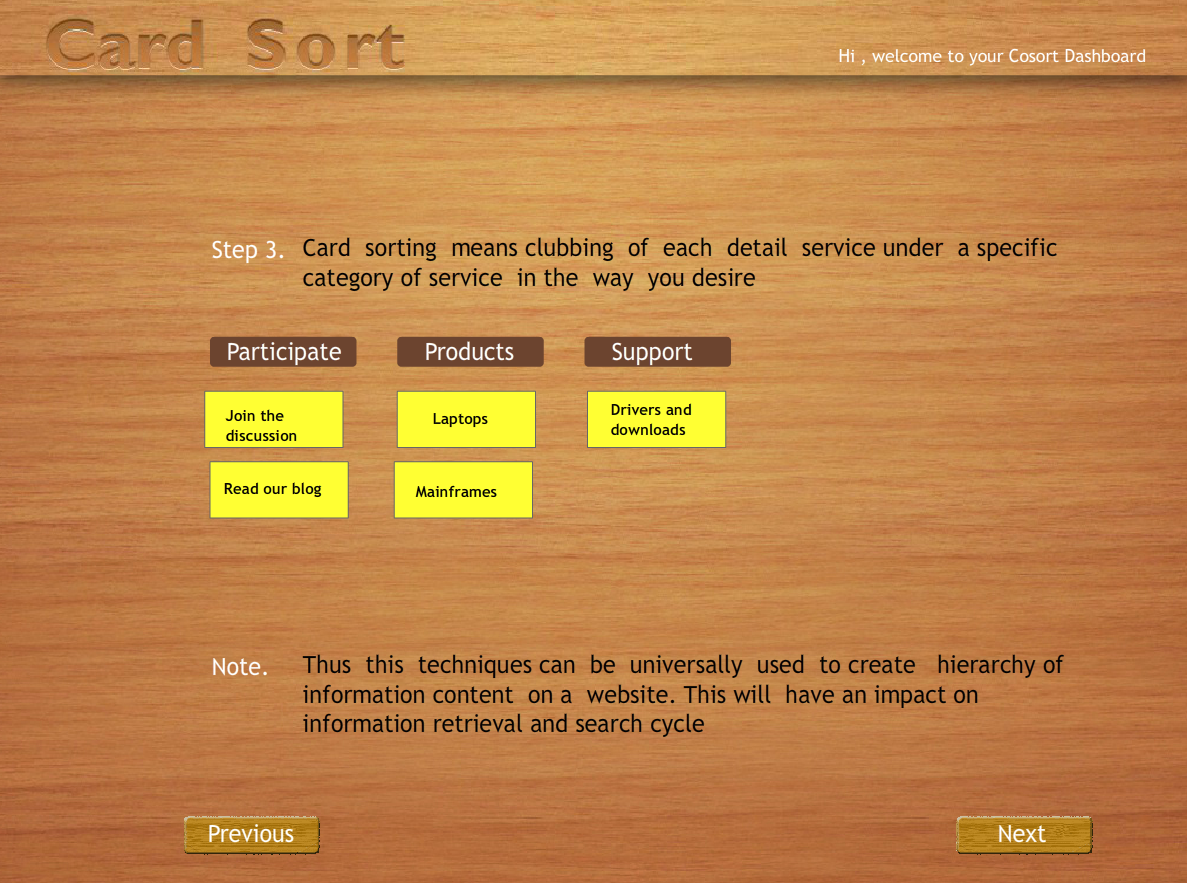 Card Sort
Hi , welcome to your Cosort Dashboard
Step 3. Card sorting means clubbing of each detail service under a specific
category of service in the way you desire
Participate Products Support
Join the
discussion
Laptops
Drivers and
downloads
Read our blog
Mainframes
Note. Thus this techniques can be universally used to create hierarchy of
information content on a website. This will have an impact on
information retrieval and search cycle
Previous Next